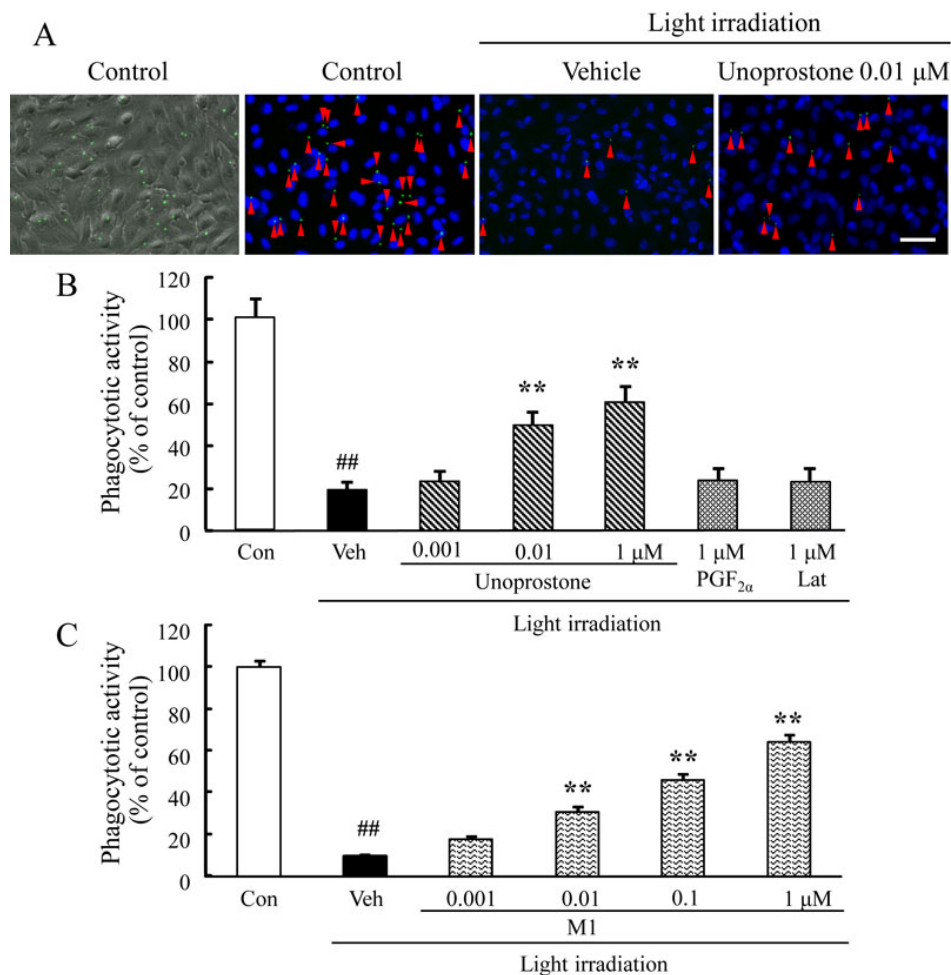 A
Light irradiation
Control
Control
Vehicle
Unoprostone 0.01 μM
B
Phagocytotic activity
(% of control)
120
100
80
60
40
20
0
##
**
**
Con
Veh
0.001
0.01
1 μM
1 μM
1 μM
Unoprostone
PGF2α
Lat
Light irradiation
C
Phagocytotic activity
(% of control)
120
100
80
60
40
20
0
##
**
**
**
Con
Veh
0.001
0.01
0.1
1 μM
M1
Light irradiation